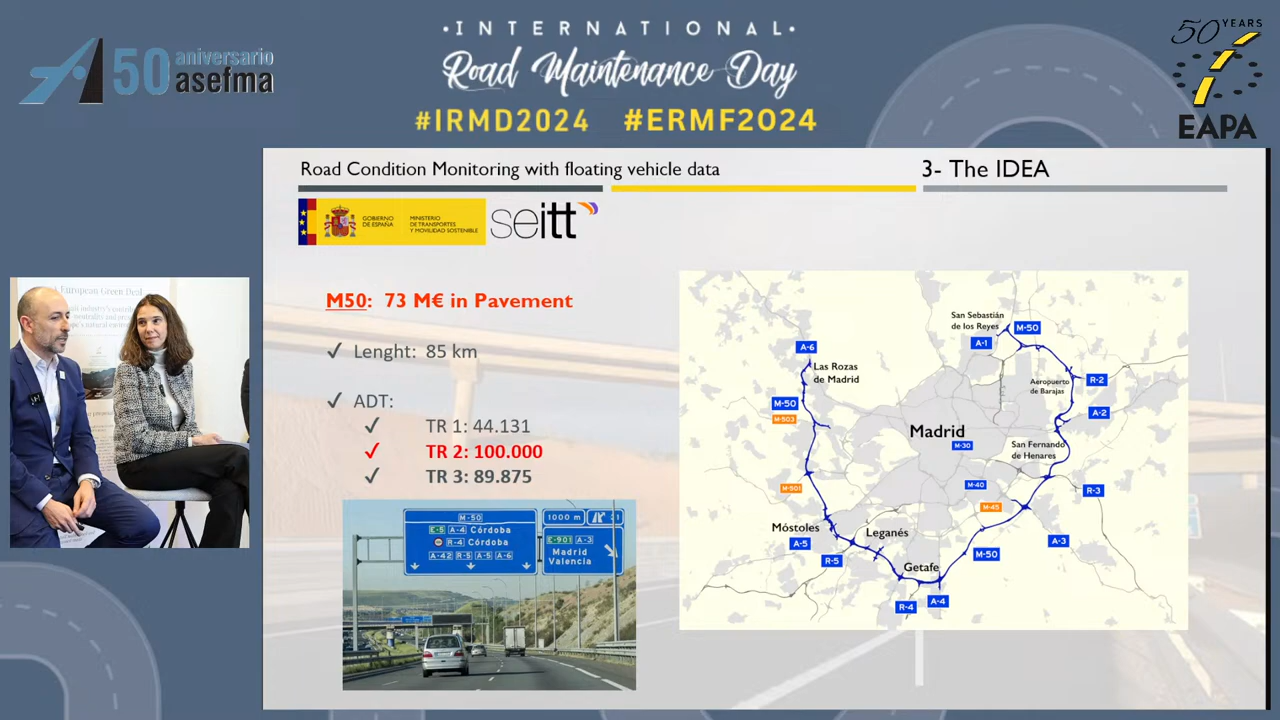 50 aniversario
asefma
·INTERNATIONAL·
Road Maintenance Day
#IRMD2024 #ERMF2024
50 YEARS
EAPA
Road Condition Monitoring with floating vehicle data
3- The IDEA
GOBIERNO
DE ESPAÑA
MINISTERIO
DE TRANSPORTES
Y MOVILIDAD SOSTENIBLE
seitt
M50: 73 M€ in Pavement
✓ Lenght: 85 km
✓ ADT:
✓ TR 1: 44.131
✓ TR 2: 100.000
✓ TR 3: 89.875
European Green Deal
M-50
E-5 A-4 Córdoba
R-4 Córdoba
A-42 R-5 A-5 A-6
1000 m
E-901 A-3
Madrid
Valencia
San Sebastián
de los Reyes
M-50
A-1
A-6
Las Rozas
de Madrid
Aeropuerto
de Barajas
R-2
M-50
M-503
A-2
Madrid
M-30
San Fernando
de Henares
M-501
M-40
R-3
M-45
Móstoles
A-5
Leganés
A-3
R-5
M-50
Getafe
R-4
A-4